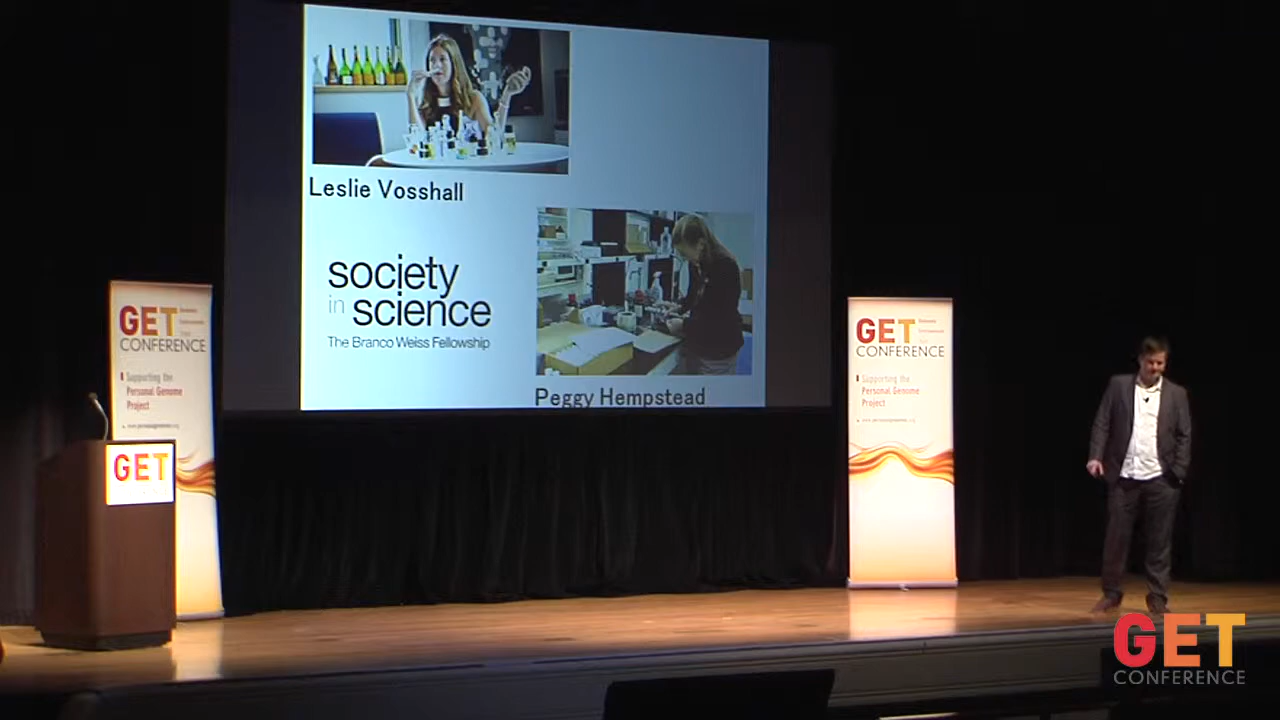 Leslie Vosshall
society
in science
The Branco Weiss Fellowship
Peggy Hempstead
GET
CONFERENCE
Supporting the
Personal Genome
Project
GET
GET
CONFERENCE
Supporting the
Personal Genome
Project
GET
CONFERENCE